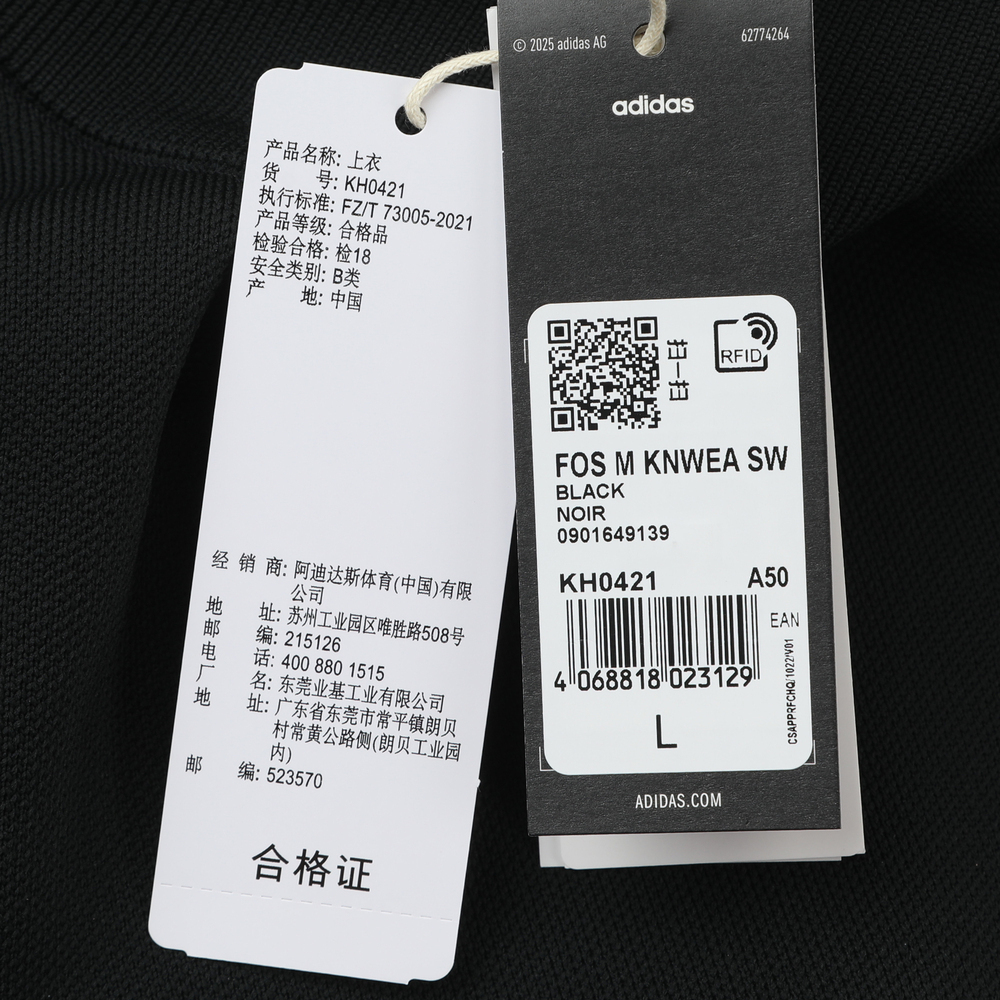 产品名称: 上衣
货 号: KH0421
执行标准: FZ/T 73005-2021
产品等级: 合格品
检验合格: 检18
安全类别: B类
产 地: 中国
经 销 商: 阿迪达斯体育(中国)有限
公司
地 址: 苏州工业园区唯胜路508号
邮 编: 215126
电 话: 400 880 1515
厂 名: 东莞业基工业有限公司
地 址: 广东省东莞市常平镇朗贝
村常黄公路侧(朗贝工业园
内)
邮 编: 523570
合格证
© 2025 adidas AG
62774264
adidas
扫一扫
RFID
FOS M KNWEA SW
BLACK
NOIR
0901649139
KH0421
A50
EAN
4 068818 023129
CSAPPRFCHQ/1022/V01
L
ADIDAS.COM